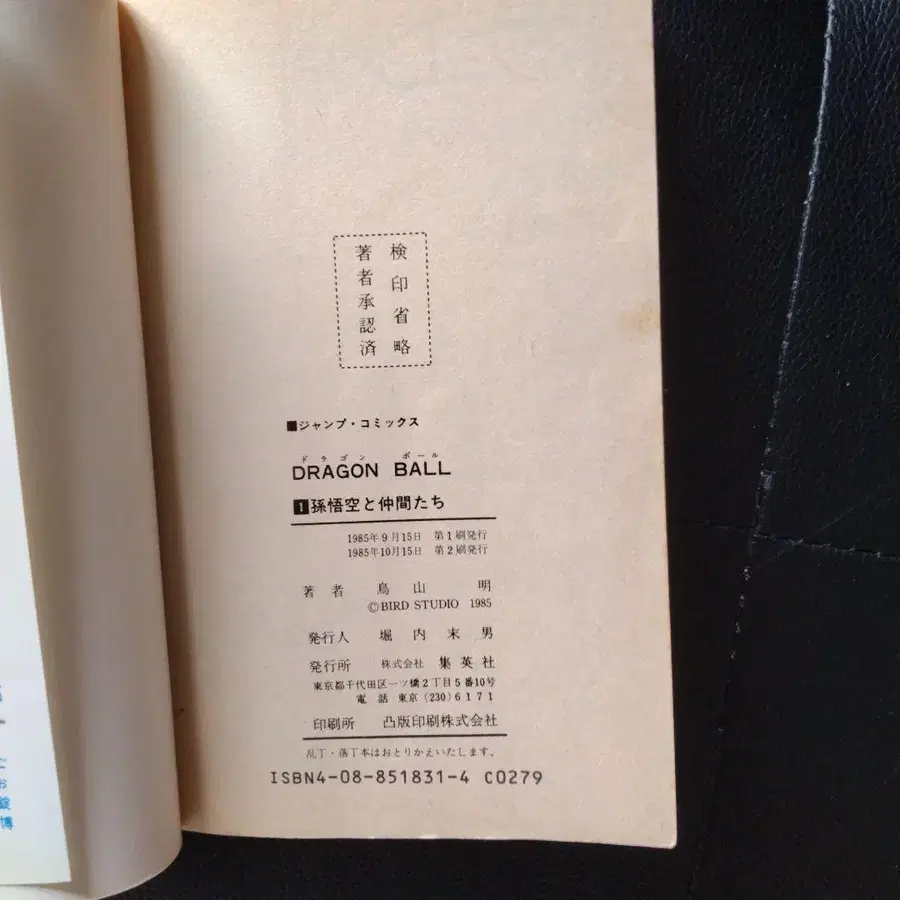 検印省略
著者承認済
■ジャンプ・コミックス
ドラゴン ボール
DRAGON BALL
1孫悟空と仲間たち
1985年9月15日 第1刷発行
1985年10月15日 第2刷発行
著者 鳥山 明
©BIRD STUDIO 1985
発行人 堀内末男
発行所 株式会社 集英社
東京都千代田区一ツ橋2丁目5番10号
電話 東京(230)6171
印刷所 凸版印刷株式会社
乱丁・落丁本はおとりかえいたします。
ISBN4-08-851831-4 C0279
ご
お
錠
博